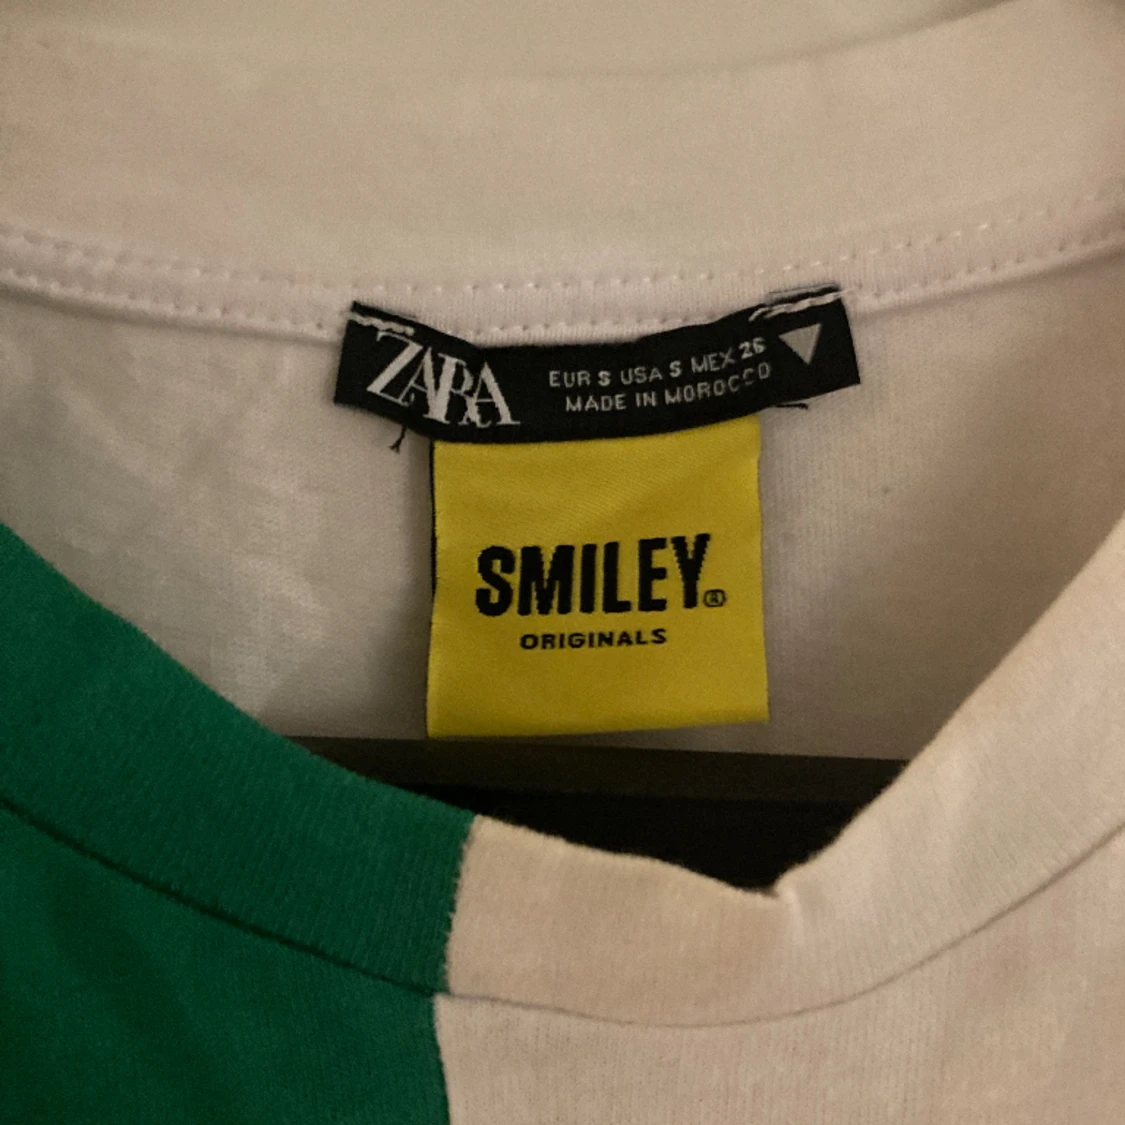 ZARA
EUR S USA S MEX 26
MADE IN MOROCCO
SMILEY®
ORIGINALS